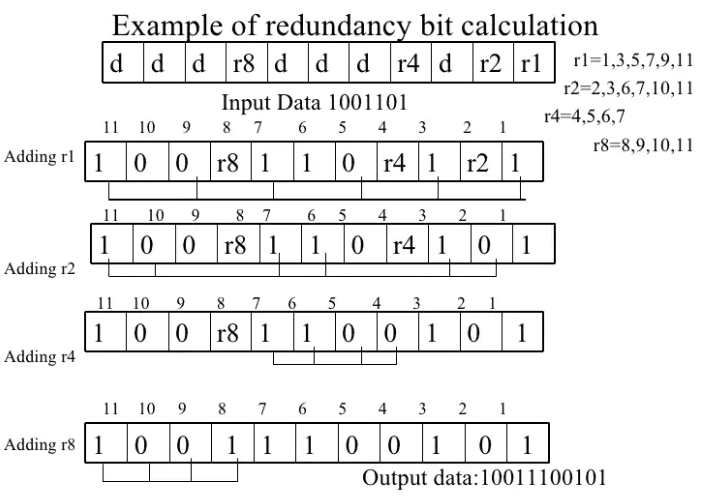 Example of redundancy bit calculation
d d d r8 d d d r4 d r2 r1
r1=1,3,5,7,9,11
r2=2,3,6,7,10,11
Input Data 1001101
r4=4,5,6,7
11 10 9 8 7 6 5 4 3 2 1
r8=8,9,10,11
Adding r1 1 0 0 r8 1 1 0 r4 1 r2 1
11 10 9 8 7 6 5 4 3 2 1
1 0 0 r8 1 1 0 r4 1 0 1
Adding r2
11 10 9 8 7 6 5 4 3 2 1
1 0 0 r8 1 1 0 0 1 0 1
Adding r4
11 10 9 8 7 6 5 4 3 2 1
Adding r8 1 0 0 1 1 1 0 0 1 0 1
Output data:10011100101